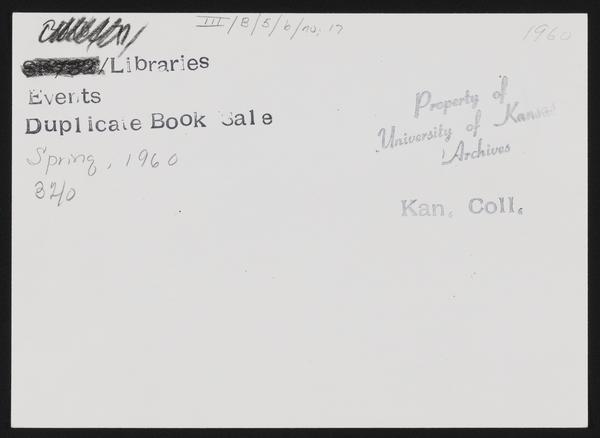 III/B/5/6/no. 17
1960
/Libraries
Events
Duplicate Book Sale
Spring, 1960
320
Property of
University of Kansas
Archives
Kan. Coll.